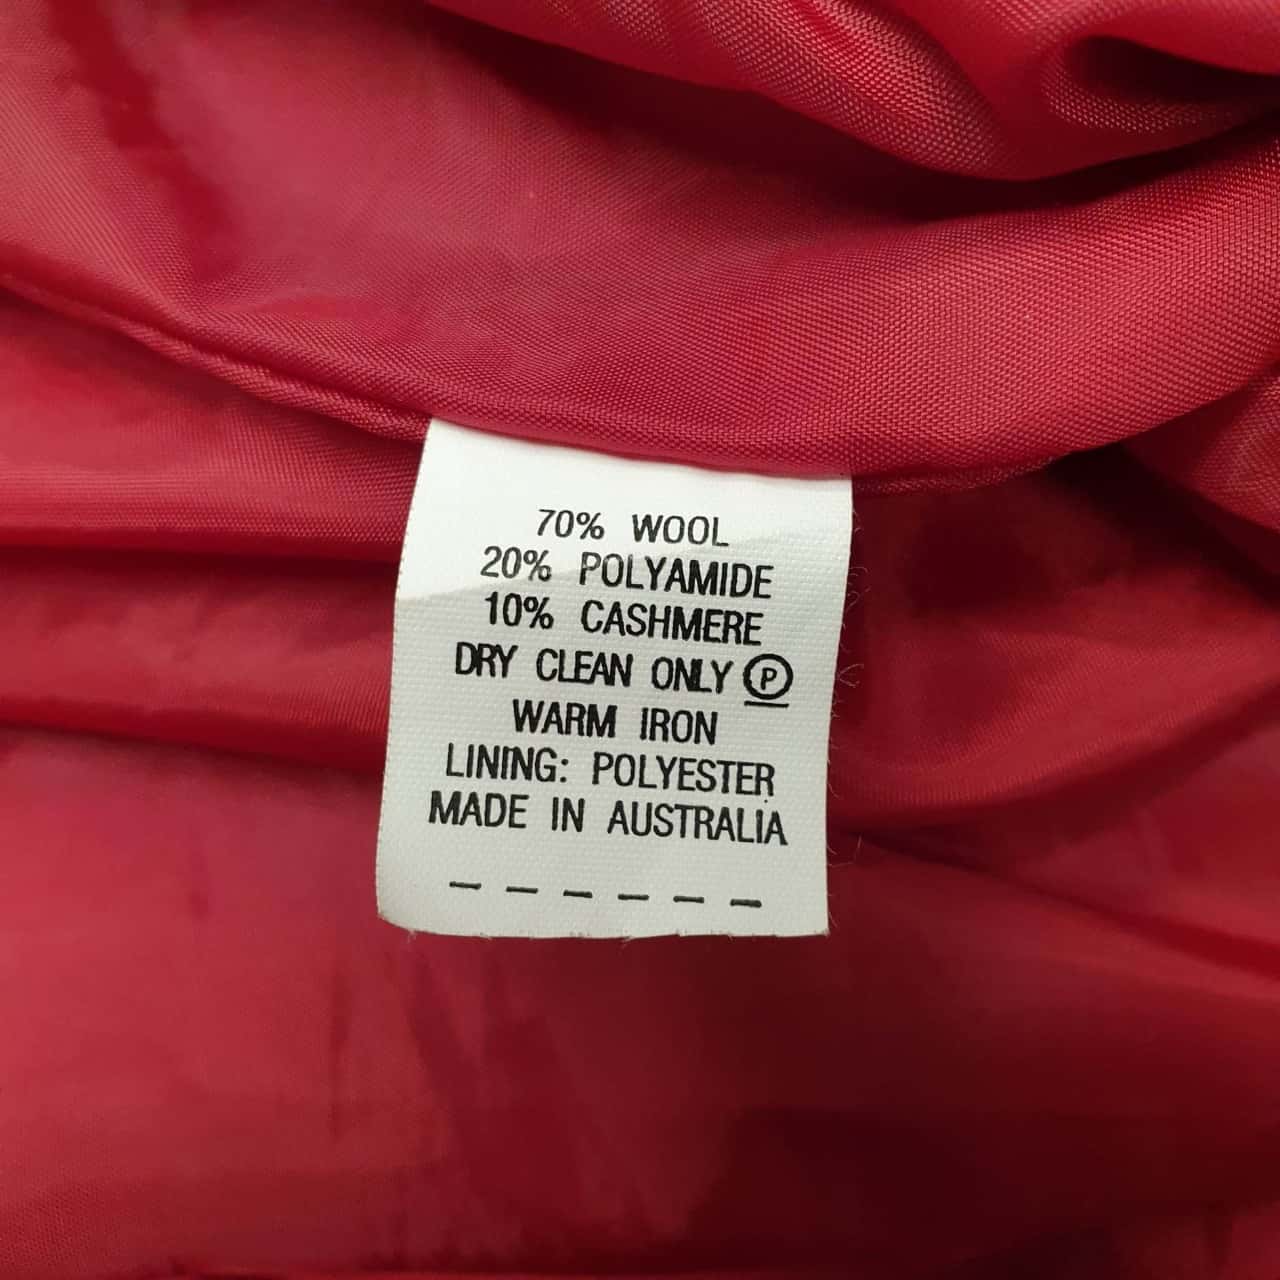 70% WOOL
20% POLYAMIDE
10% CASHMERE
DRY CLEAN ONLY Ⓟ
WARM IRON
LINING: POLYESTER
MADE IN AUSTRALIA